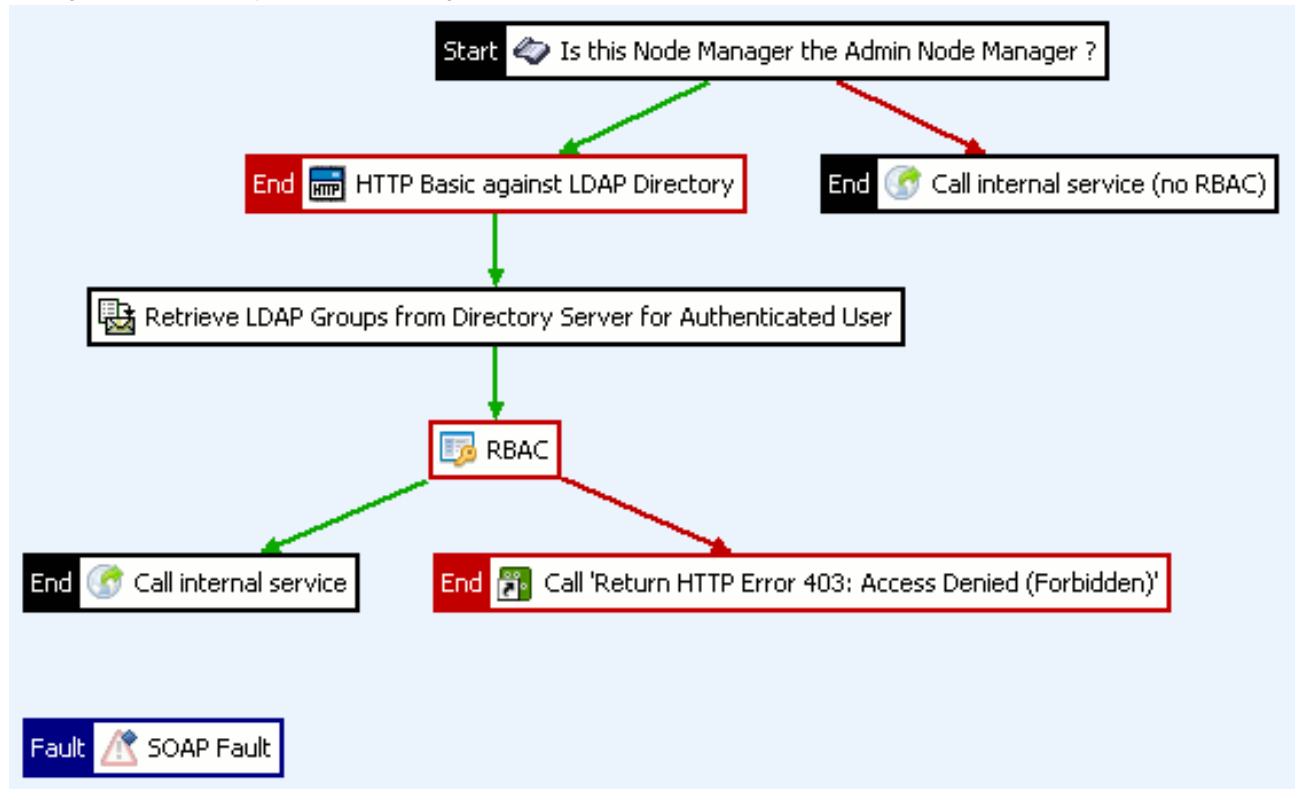 Start Is this Node Manager the Admin Node Manager ?
End HTTP HTTP Basic against LDAP Directory
End Call internal service (no RBAC)
Retrieve LDAP Groups from Directory Server for Authenticated User
RBAC
End Call internal service
End Call 'Return HTTP Error 403: Access Denied (Forbidden)'
Fault SOAP Fault